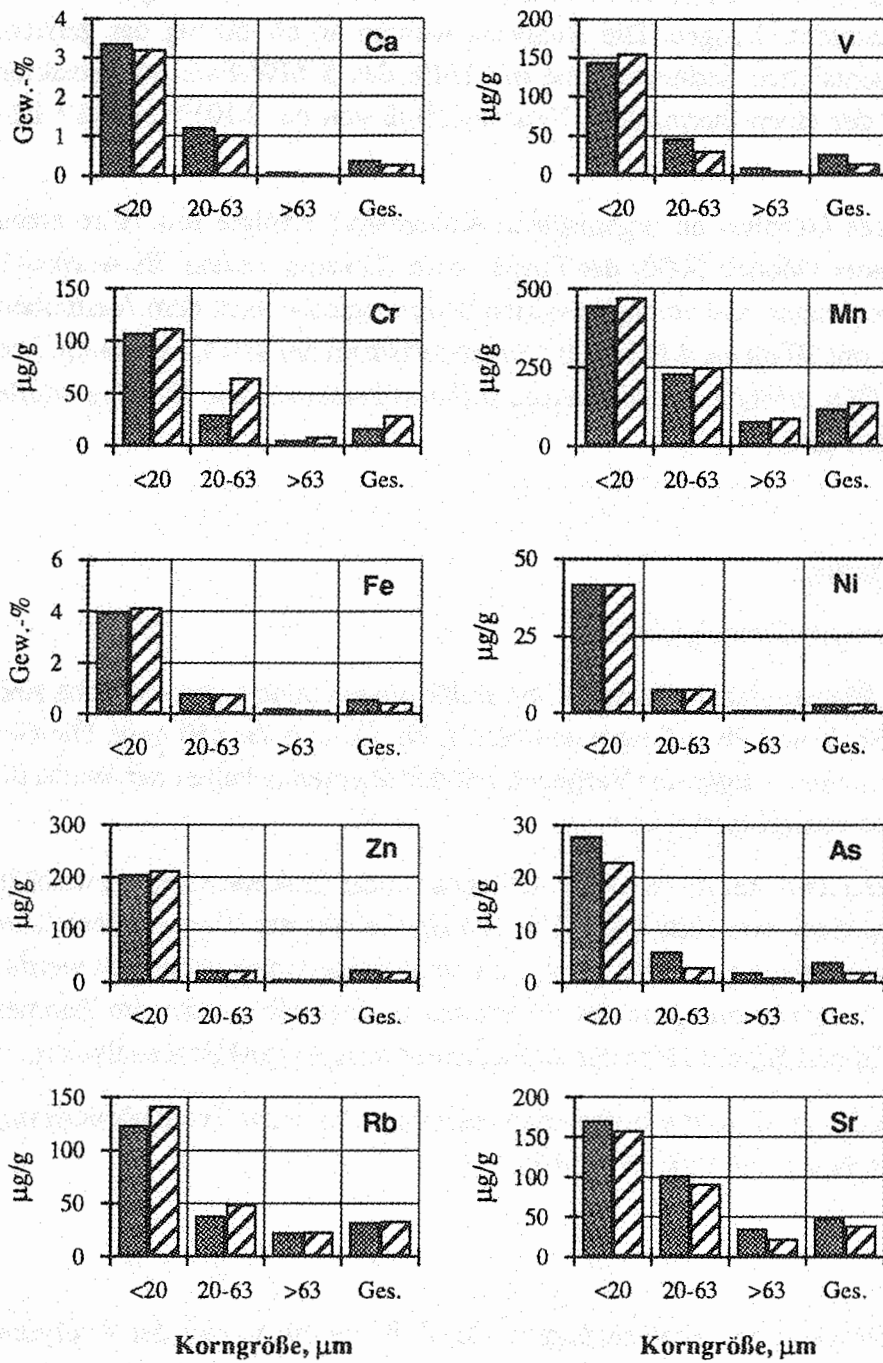 4
3
2
1
0
Gew.-%
Ca
<20 20-63 >63 Ges.
200
150
100
50
0
µg/g
V
<20 20-63 >63 Ges.
150
100
50
0
µg/g
Cr
<20 20-63 >63 Ges.
500
250
0
µg/g
Mn
<20 20-63 >63 Ges.
6
4
2
0
Gew.-%
Fe
<20 20-63 >63 Ges.
50
25
0
µg/g
Ni
<20 20-63 >63 Ges.
300
200
100
0
µg/g
Zn
<20 20-63 >63 Ges.
30
20
10
0
µg/g
As
<20 20-63 >63 Ges.
150
100
50
0
µg/g
Rb
<20 20-63 >63 Ges.
Korngröße, µm
200
150
100
50
0
µg/g
Sr
<20 20-63 >63 Ges.
Korngröße, µm